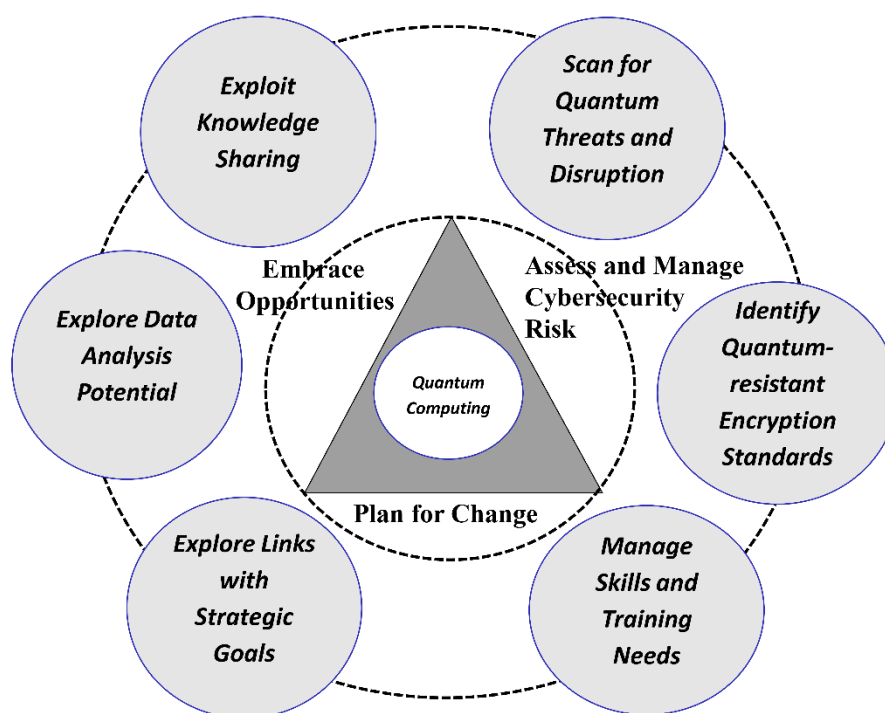 Exploit
Knowledge
Sharing
Scan for
Quantum
Threats and
Disruption
Embrace
Opportunities
Assess and Manage
Cybersecurity
Risk
Explore Data
Analysis
Potential
Quantum
Computing
Identify
Quantum-
resistant
Encryption
Standards
Plan for Change
Explore Links
with
Strategic
Goals
Manage
Skills and
Training
Needs